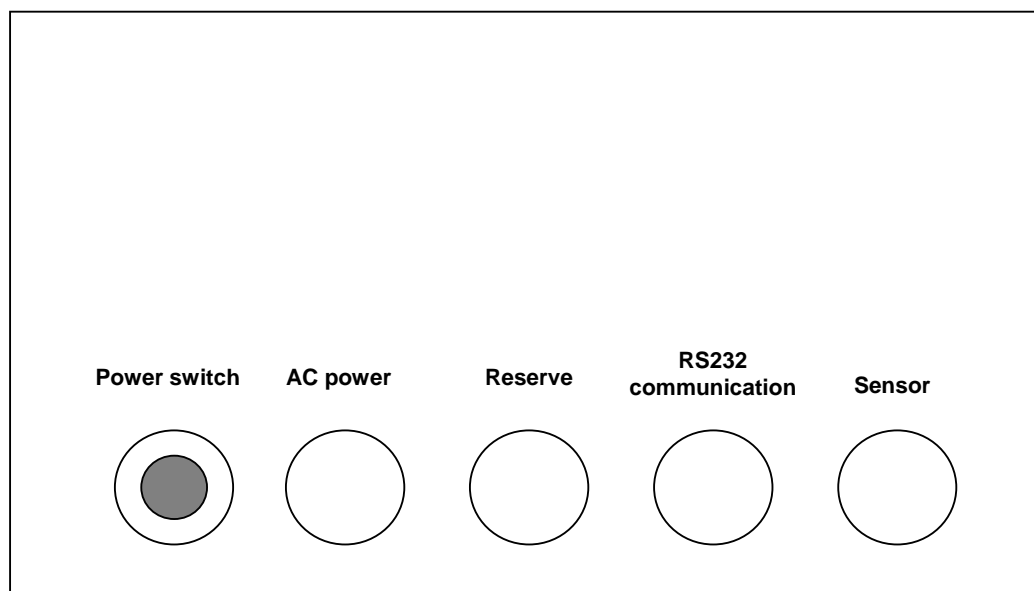 Power switch
AC power
Reserve
RS232
communication
Sensor